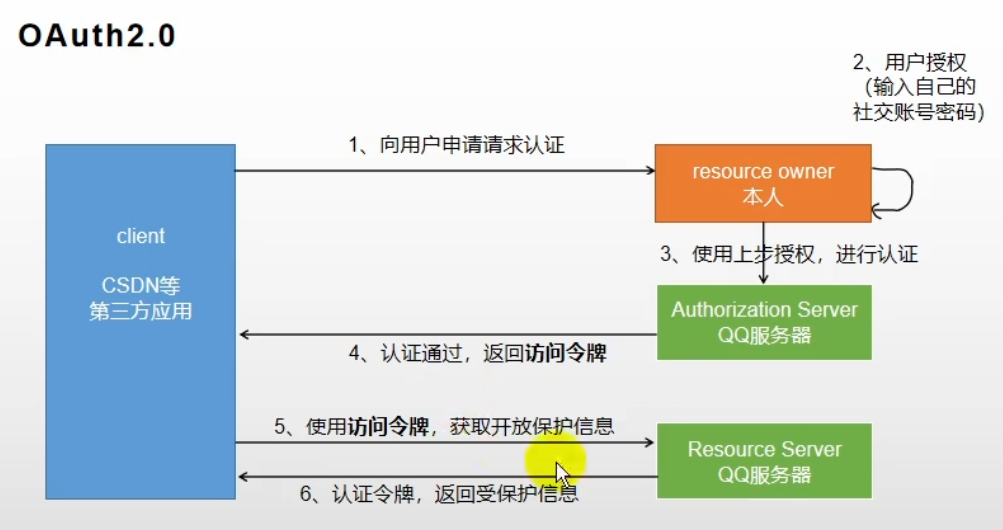 OAuth2.0
2、用户授权
（输入自己的
社交账号密码）
1、向用户申请请求认证
resource owner
本人
client
CSDN等
第三方应用
3、使用上步授权，进行认证
Authorization Server
QQ服务器
4、认证通过，返回访问令牌
5、使用访问令牌，获取开放保护信息
Resource Server
QQ服务器
6、认证令牌，返回受保护信息